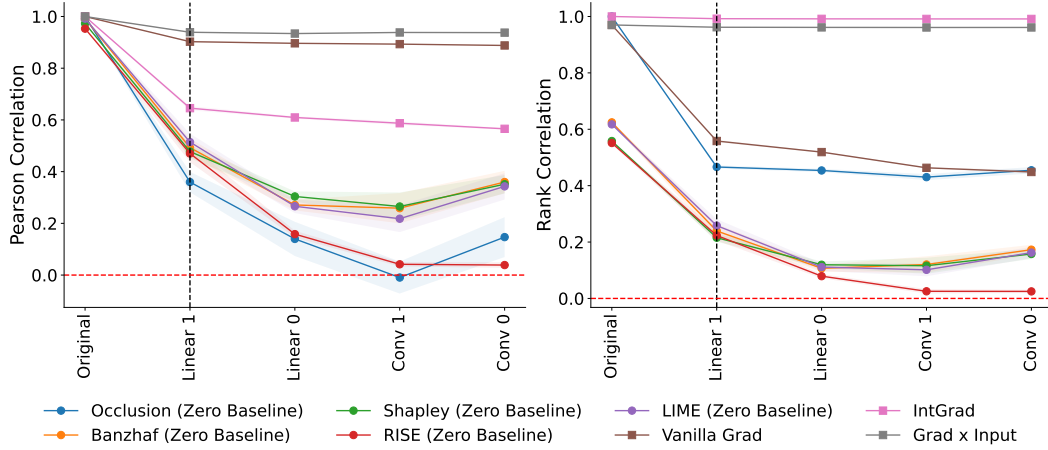 1.0
0.8
0.6
0.4
0.2
0.0
Pearson Correlation
Original
Linear 1
Linear 0
Conv 1
Conv 0
1.0
0.8
0.6
0.4
0.2
0.0
Rank Correlation
Original
Linear 1
Linear 0
Conv 1
Conv 0
Occlusion (Zero Baseline)
Shapley (Zero Baseline)
LIME (Zero Baseline)
IntGrad
Banzhaf (Zero Baseline)
RISE (Zero Baseline)
Vanilla Grad
Grad x Input